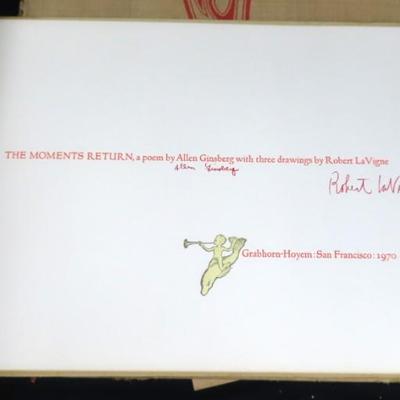 THE MOMENTS RETURN, a poem by Allen Ginsberg with three drawings by Robert LaVigne
Allen Ginsberg
Robert LaV
Grabhorn-Hoyem: San Francisco: 1970